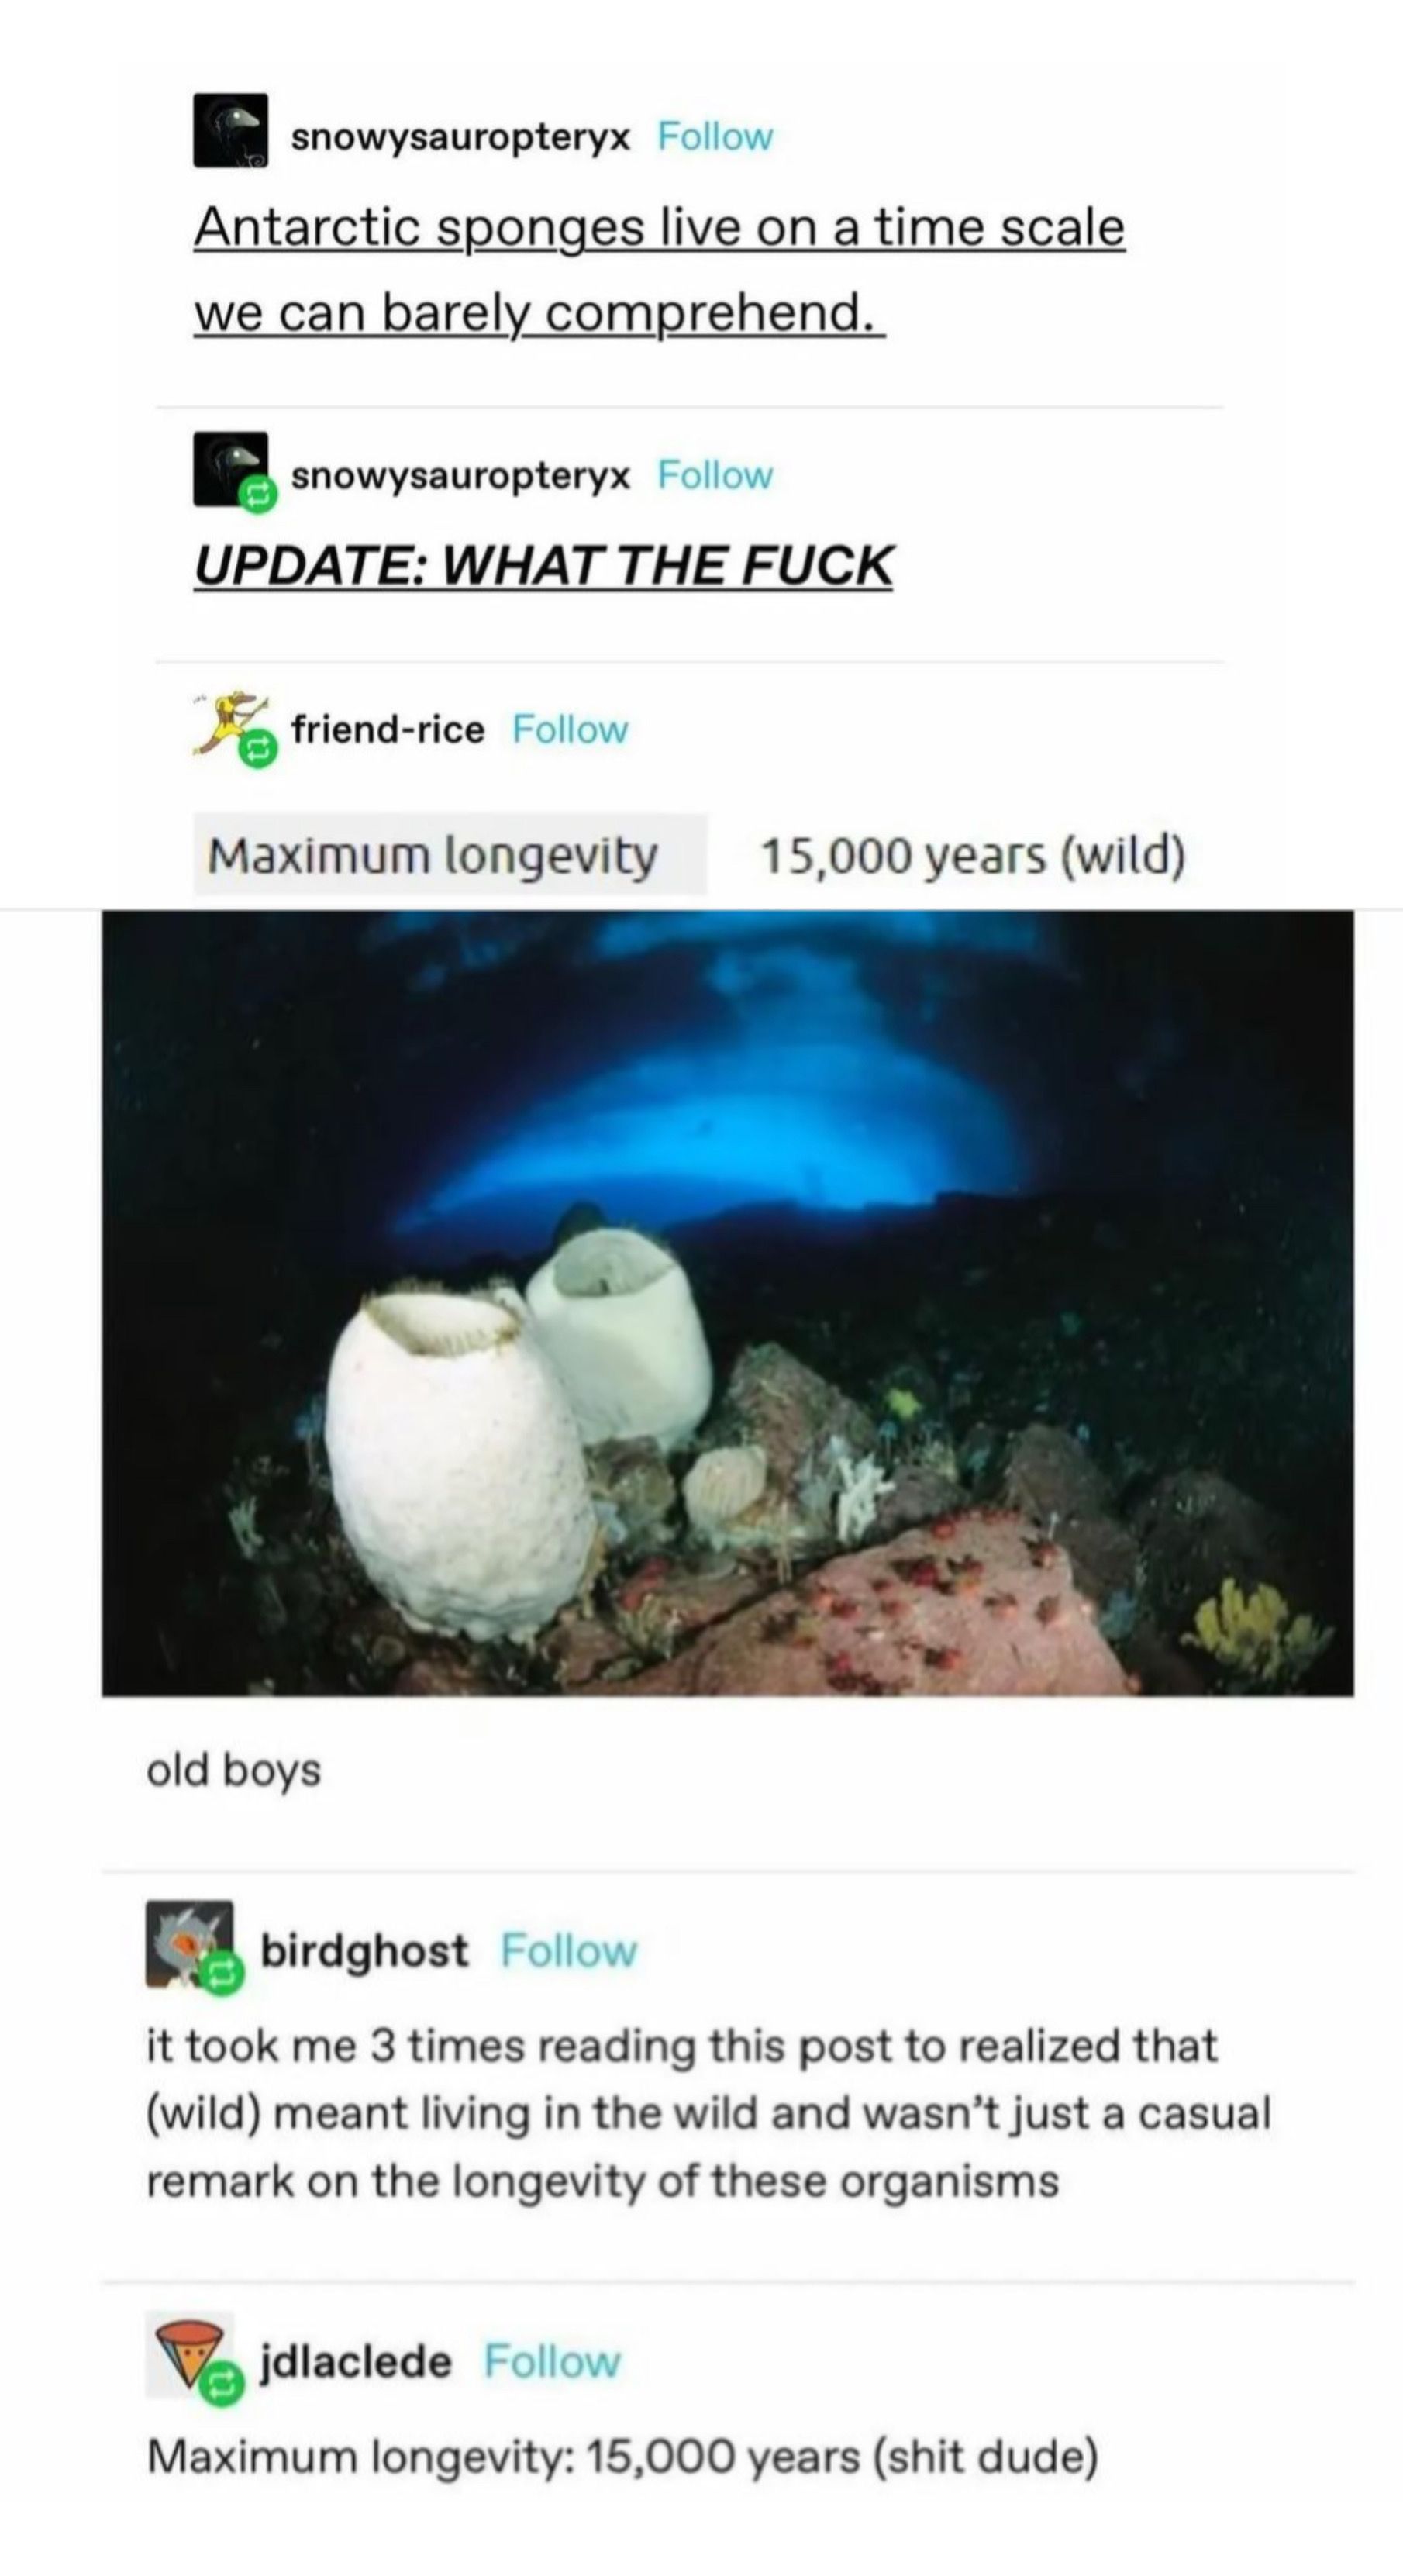 snowysauropteryx Follow
Antarctic sponges live on a time scale
we can barely comprehend.
snowysauropteryx Follow
UPDATE: WHAT THE FUCK
friend-rice Follow
Maximum longevity 15,000 years (wild)
old boys
birdghost Follow
it took me 3 times reading this post to realized that
(wild) meant living in the wild and wasn't just a casual
remark on the longevity of these organisms
jdlaclede Follow
Maximum longevity: 15,000 years (shit dude)